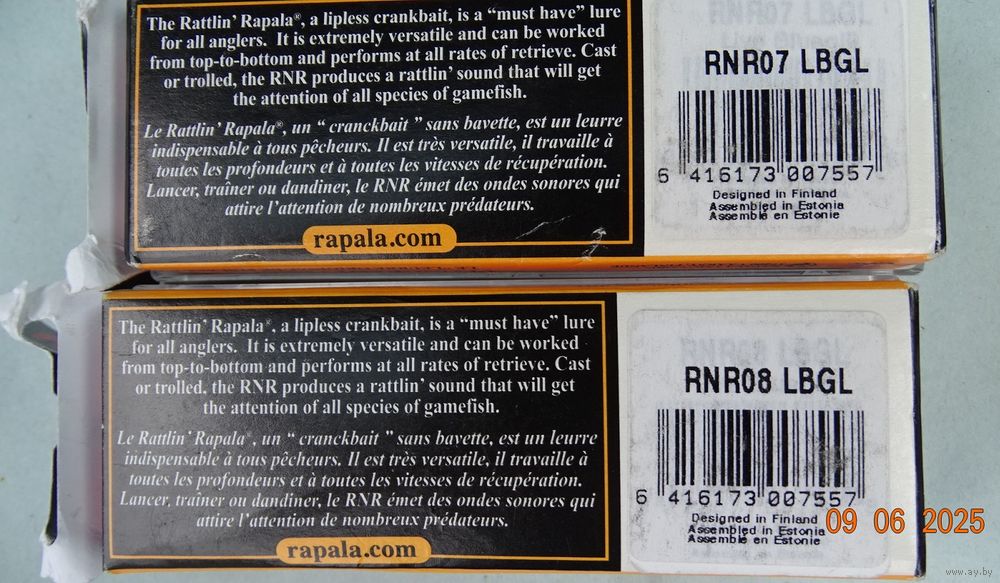 The Rattlin' Rapala®, a lipless crankbait, is a “must have” lure
for all anglers. It is extremely versatile and can be worked
from top-to-bottom and performs at all rates of retrieve. Cast
or trolled, the RNR produces a rattlin' sound that will get
the attention of all species of gamefish.
Le Rattlin' Rapala®, un “ cranckbait ” sans bavette, est un leurre
indispensable à tous pêcheurs. Il est très versatile, il travaille à
toutes les profondeurs et à toutes les vitesses de récupération.
Lancer, traîner ou dandiner, le RNR émet des ondes sonores qui
attire l'attention de nombreux prédateurs.
rapala.com
RNR07 LBGL
6 416173 007557
Designed in Finland
Assembled in Estonia
Assemblé en Estonie
The Rattlin' Rapala®, a lipless crankbait, is a “must have” lure
for all anglers. It is extremely versatile and can be worked
from top-to-bottom and performs at all rates of retrieve. Cast
or trolled, the RNR produces a rattlin' sound that will get
the attention of all species of gamefish.
Le Rattlin' Rapala®, un “ cranckbait ” sans bavette, est un leurre
indispensable à tous pêcheurs. Il est très versatile, il travaille à
toutes les profondeurs et à toutes les vitesses de récupération.
Lancer, traîner ou dandiner, le RNR émet des ondes sonores qui
attire l'attention de nombreux prédateurs.
rapala.com
RNR08 LBGL
6 416173 007557
Designed in Finland
Assembled in Estonia
Assemblé en Estonie
09 06 2025
www.ay.by